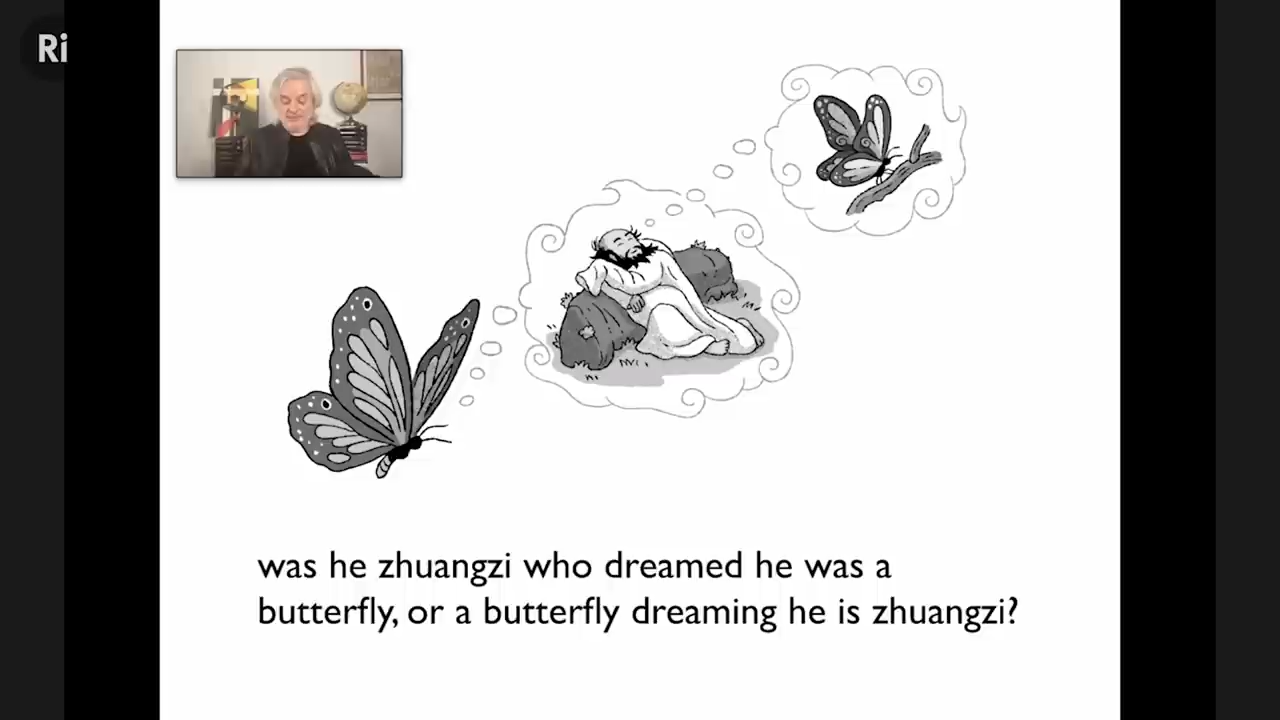 Ri
was he zhuangzi who dreamed he was a
butterfly, or a butterfly dreaming he is zhuangzi?